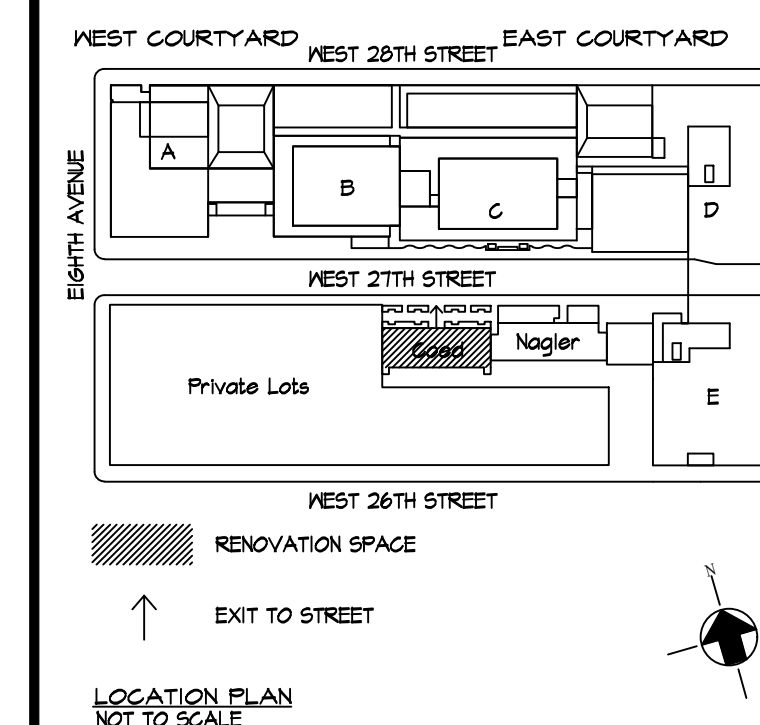 WEST COURTYARD
WEST 28TH STREET
EAST COURTYARD
EIGHTH AVENUE
A
B
C
D
WEST 27TH STREET
Coed
Nagler
Private Lots
E
WEST 26TH STREET
RENOVATION SPACE
EXIT TO STREET
N
LOCATION PLAN
NOT TO SCALE